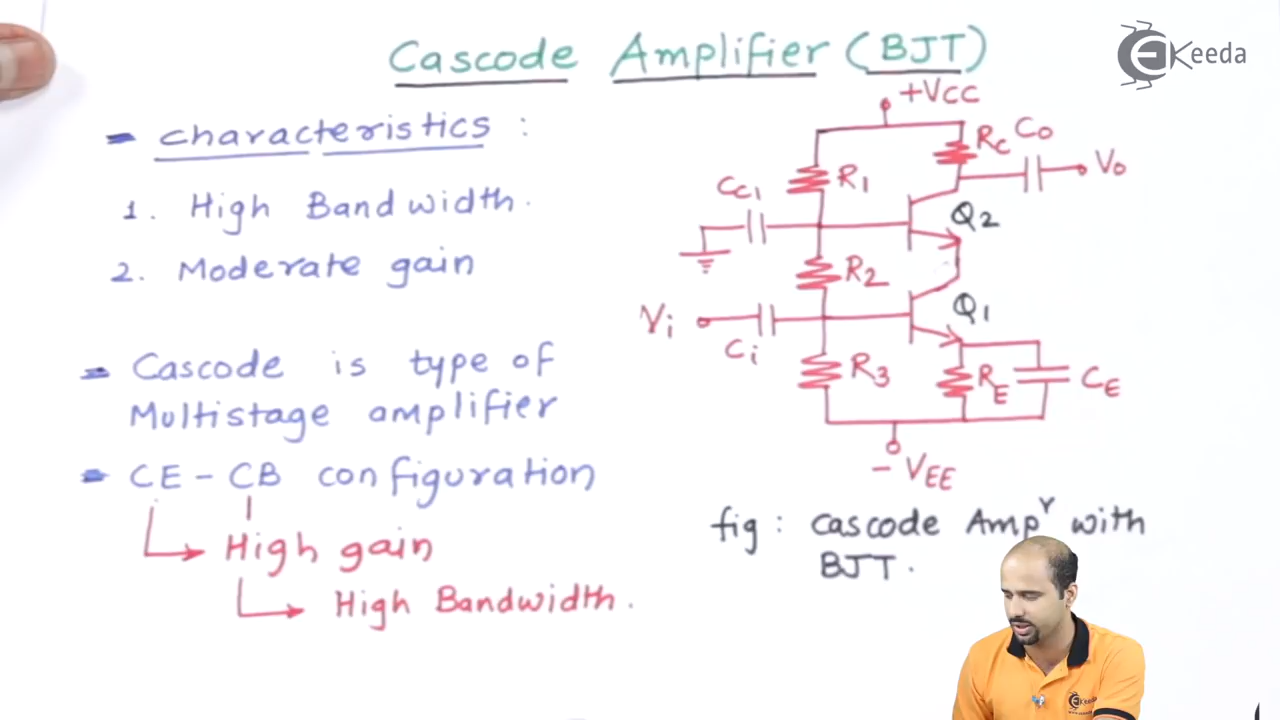 Cascode Amplifier (BJT)
EKeeda
characteristics :
1. High Bandwidth.
2. Moderate gain
Cascode is type of
Multistage amplifier
CE - CB configuration
High gain
High Bandwidth.
+VCC
RC
Co
Vo
R1
CC1
Q2
R2
Vi
Ci
Q1
R3
RE
CE
- VEE
fig : Cascode Ampr with
BJT.